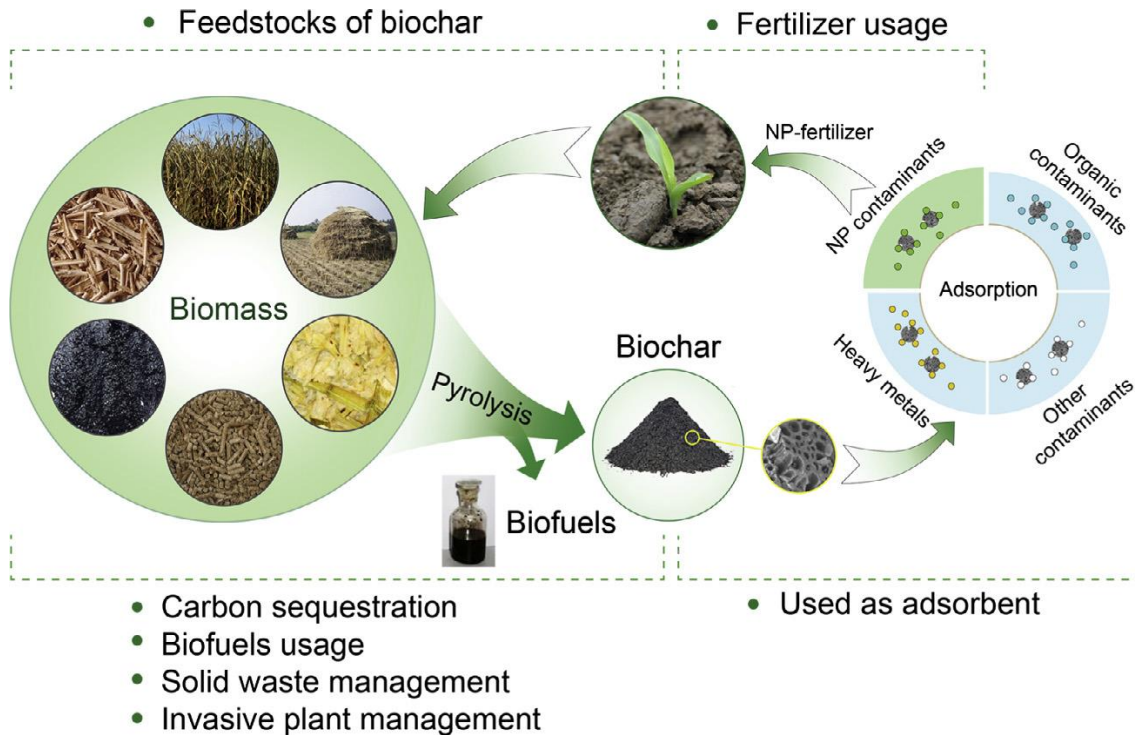 • Feedstocks of biochar
• Fertilizer usage
NP-fertilizer
NP contaminants
Organic
contaminants
Biomass
Adsorption
Pyrolysis
Biochar
Heavy metals
Other
contaminants
Biofuels
• Carbon sequestration
• Biofuels usage
• Solid waste management
• Invasive plant management
• Used as adsorbent